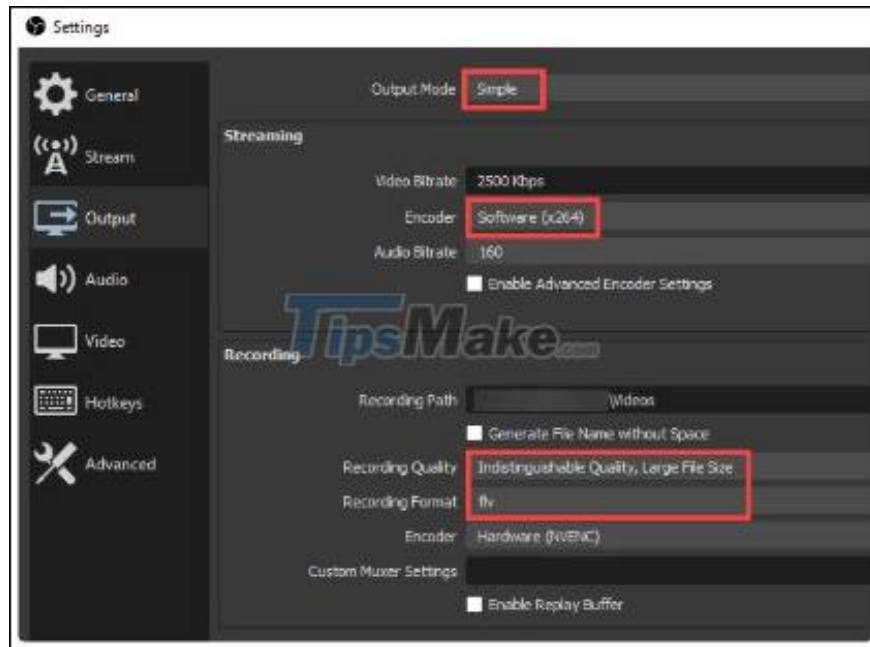 Settings
General
Output Mode Simple
Stream
Streaming
Video Bitrate 2500 Kbps
Output
Encoder Software (x264)
Audio Bitrate 160
Audio
Enable Advanced Encoder Settings
TipsMake.com
Video
Recording
Recording Path \Videos
Hotkeys
Generate File Name without Space
Advanced
Recording Quality Indistinguishable Quality, Large File Size
Recording Format flv
Encoder Hardware (NVENC)
Custom Muxer Settings
Enable Replay Buffer